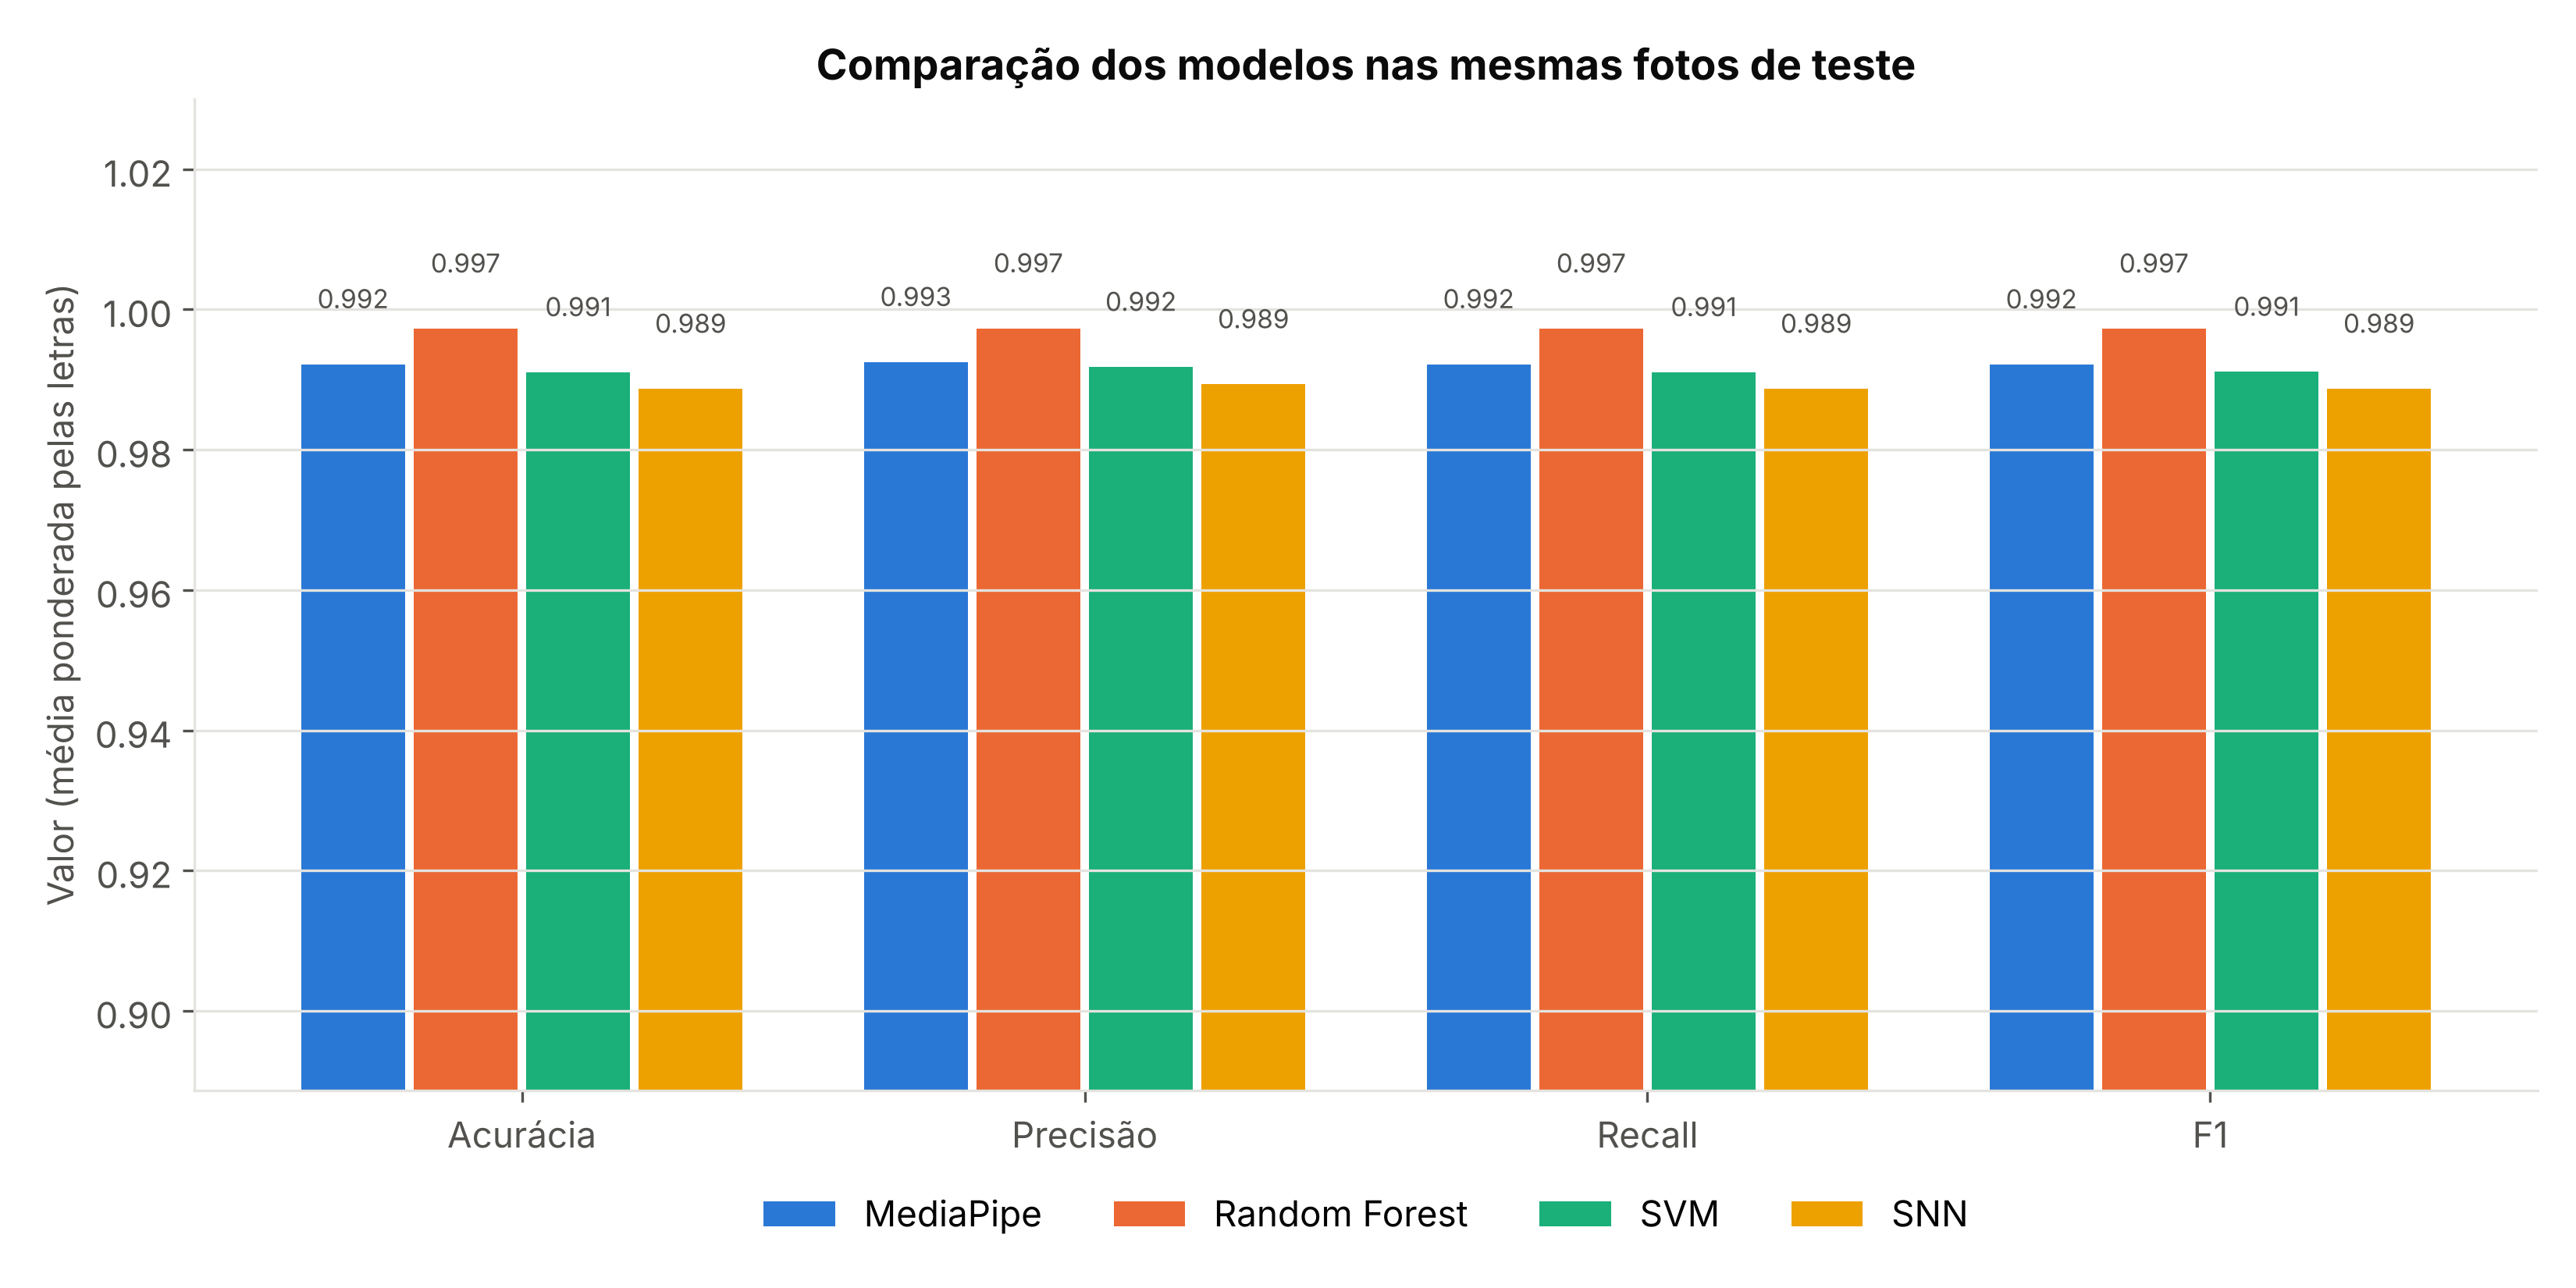 Comparação dos modelos nas mesmas fotos de teste
Valor (média ponderada pelas letras)
1.02
1.00
0.98
0.96
0.94
0.92
0.90
0.992 0.997 0.991 0.989
0.993 0.997 0.992 0.989
0.992 0.997 0.991 0.989
0.992 0.997 0.991 0.989
Acurácia Precisão Recall F1
MediaPipe Random Forest SVM SNN